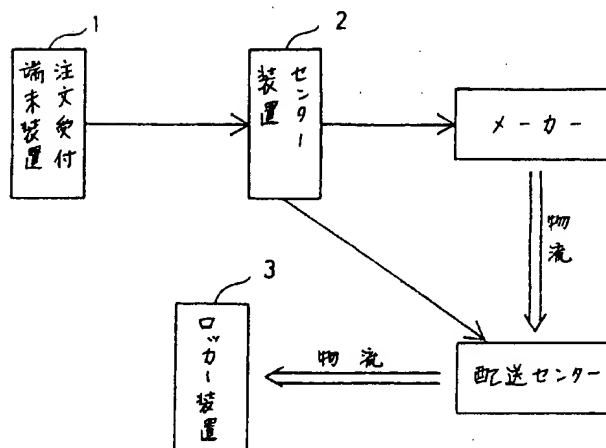 1
注文受付
端末装置
2
センター
装置
メーカー
物流
3
ロッカー装置
物流
配送センター